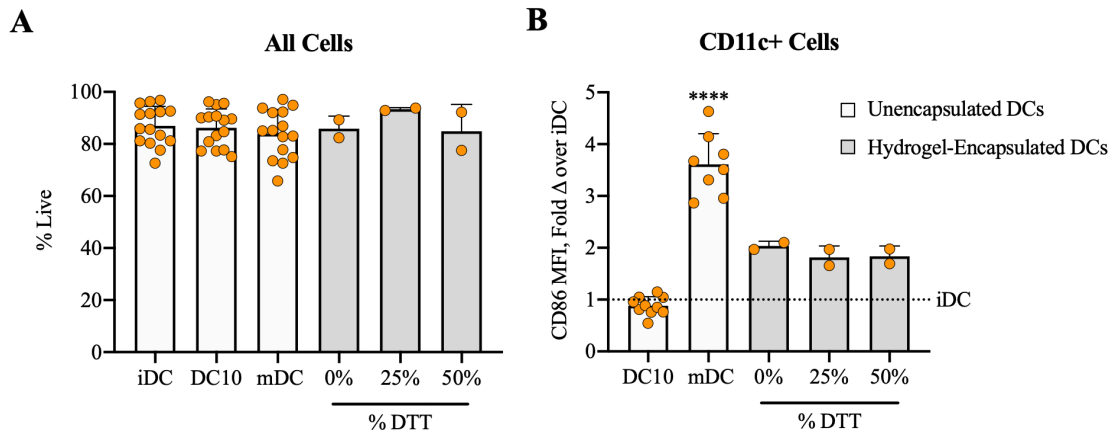 A
All Cells
% Live
100
80
60
40
20
0
iDC DC10 mDC 0% 25% 50%
% DTT
B
CD11c+ Cells
CD86 MFI, Fold Δ over iDC
5
4
3
2
1
0
****
iDC
DC10 mDC 0% 25% 50%
% DTT
Unencapsulated DCs
Hydrogel-Encapsulated DCs